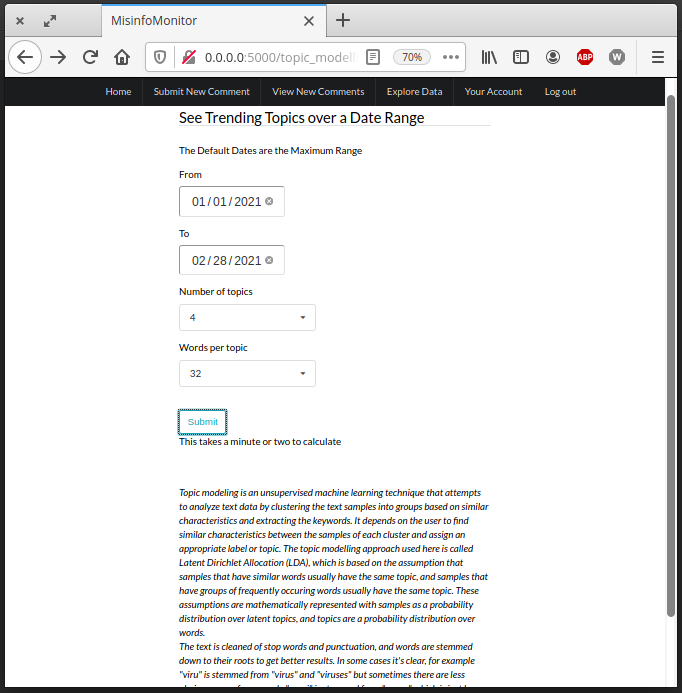 MisinfoMonitor
0.0.0.0:5000/topic_model
70%
ABP
W
Home Submit New Comment View New Comments Explore Data Your Account Log out
See Trending Topics over a Date Range
The Default Dates are the Maximum Range
From
01/01/2021
To
02/28/2021
Number of topics
4
Words per topic
32
Submit
This takes a minute or two to calculate
Topic modeling is an unsupervised machine learning technique that attempts
to analyze text data by clustering the text samples into groups based on similar
characteristics and extracting the keywords. It depends on the user to find
similar characteristics between the samples of each cluster and assign an
appropriate label or topic. The topic modelling approach used here is called
Latent Dirichlet Allocation (LDA), which is based on the assumption that
samples that have similar words usually have the same topic, and samples that
have groups of frequently occuring words usually have the same topic. These
assumptions are mathematically represented with samples as a probability
distribution over latent topics, and topics are a probability distribution over
words.
The text is cleaned of stop words and punctuation, and words are stemmed
down to their roots to get better results. In some cases it's clear, for example
"viru" is stemmed from "virus" and "viruses" but sometimes there are less